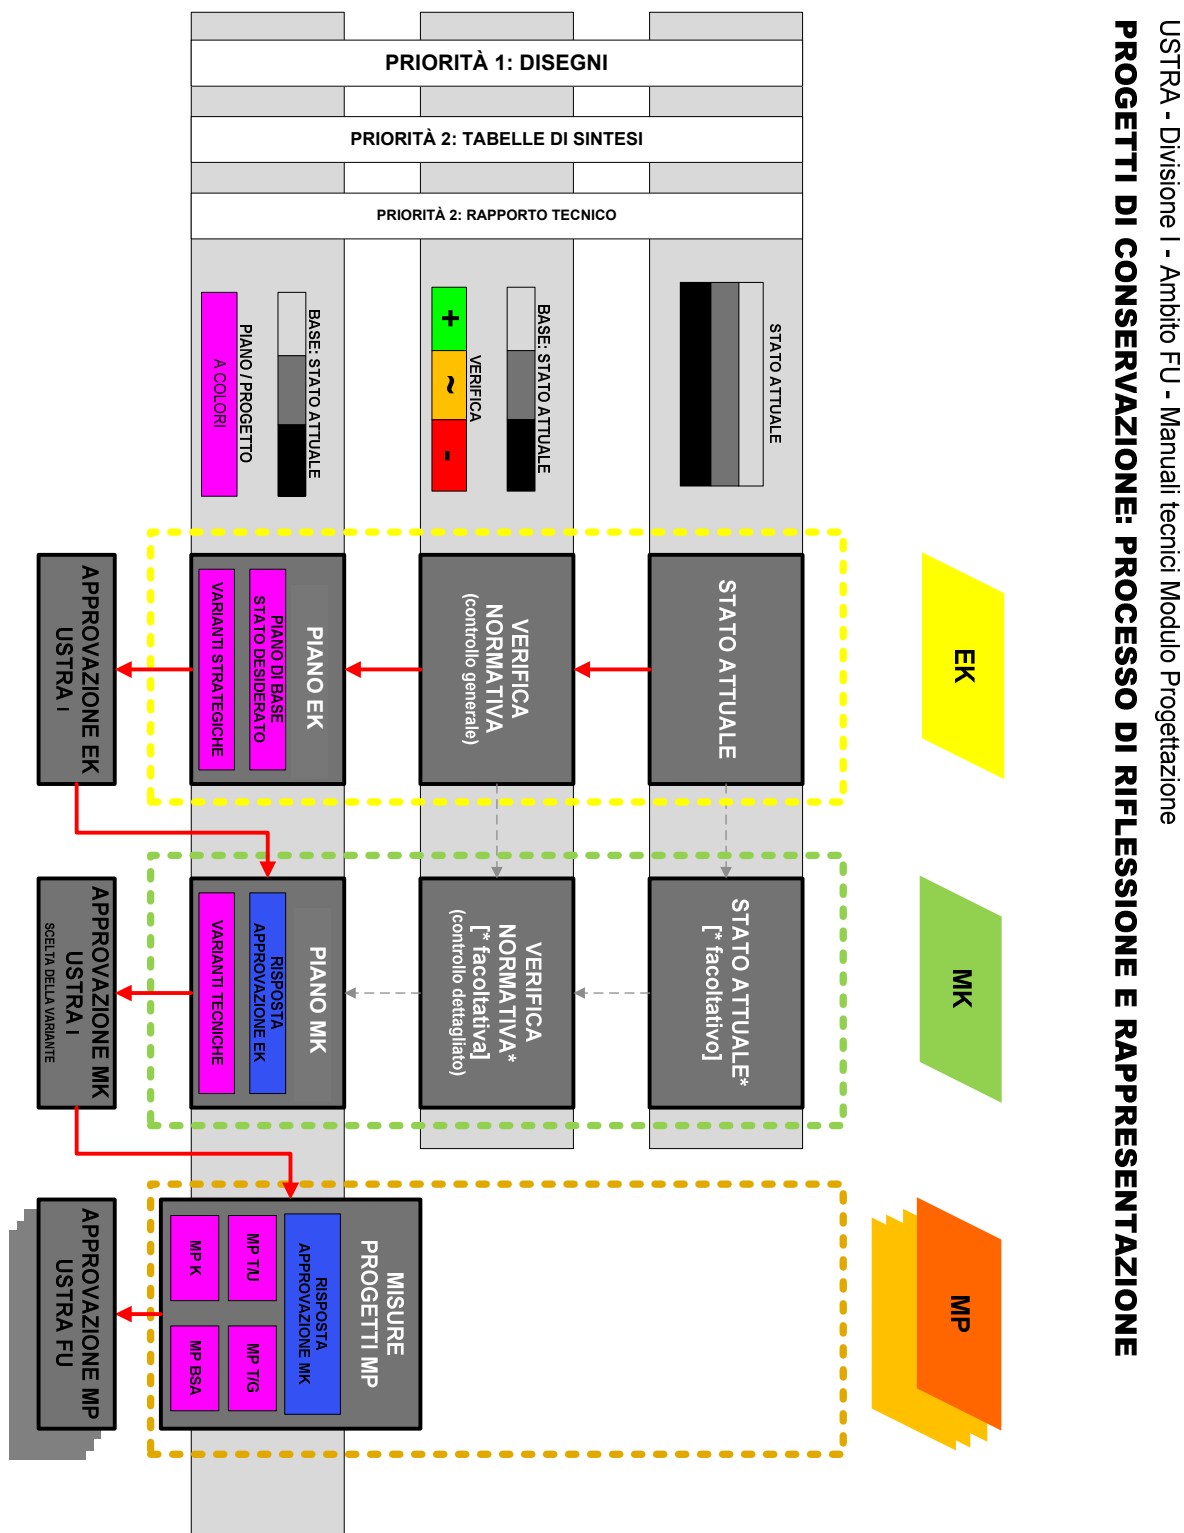 USTRA - Divisione I - Ambito FU - Manuali tecnici Modulo Progettazione
PROGETTI DI CONSERVAZIONE: PROCESSO DI RIFLESSIONE E RAPPRESENTAZIONE
PRIORITÀ 1: DISEGNI
PRIORITÀ 2: TABELLE DI SINTESI
PRIORITÀ 2: RAPPORTO TECNICO
STATO ATTUALE
BASE: STATO ATTUALE
VERIFICA
+
~
-
BASE: STATO ATTUALE
PIANO / PROGETTO
A COLORI
EK
STATO ATTUALE
VERIFICA
NORMATIVA
(controllo generale)
PIANO EK
PIANO DI BASE
STATO DESIDERATO
VARIANTI STRATEGICHE
APPROVAZIONE EK
USTRA I
MK
STATO ATTUALE*
[* facoltativo]
VERIFICA
NORMATIVA*
[* facoltativa]
(controllo dettagliato)
PIANO MK
RISPOSTA
APPROVAZIONE EK
VARIANTI TECNICHE
APPROVAZIONE MK
USTRA I
SCELTA DELLA VARIANTE
MP
MISURE
PROGETTI MP
RISPOSTA
APPROVAZIONE MK
MP T/U
MP T/G
MP K
MP BSA
APPROVAZIONE MP
USTRA FU